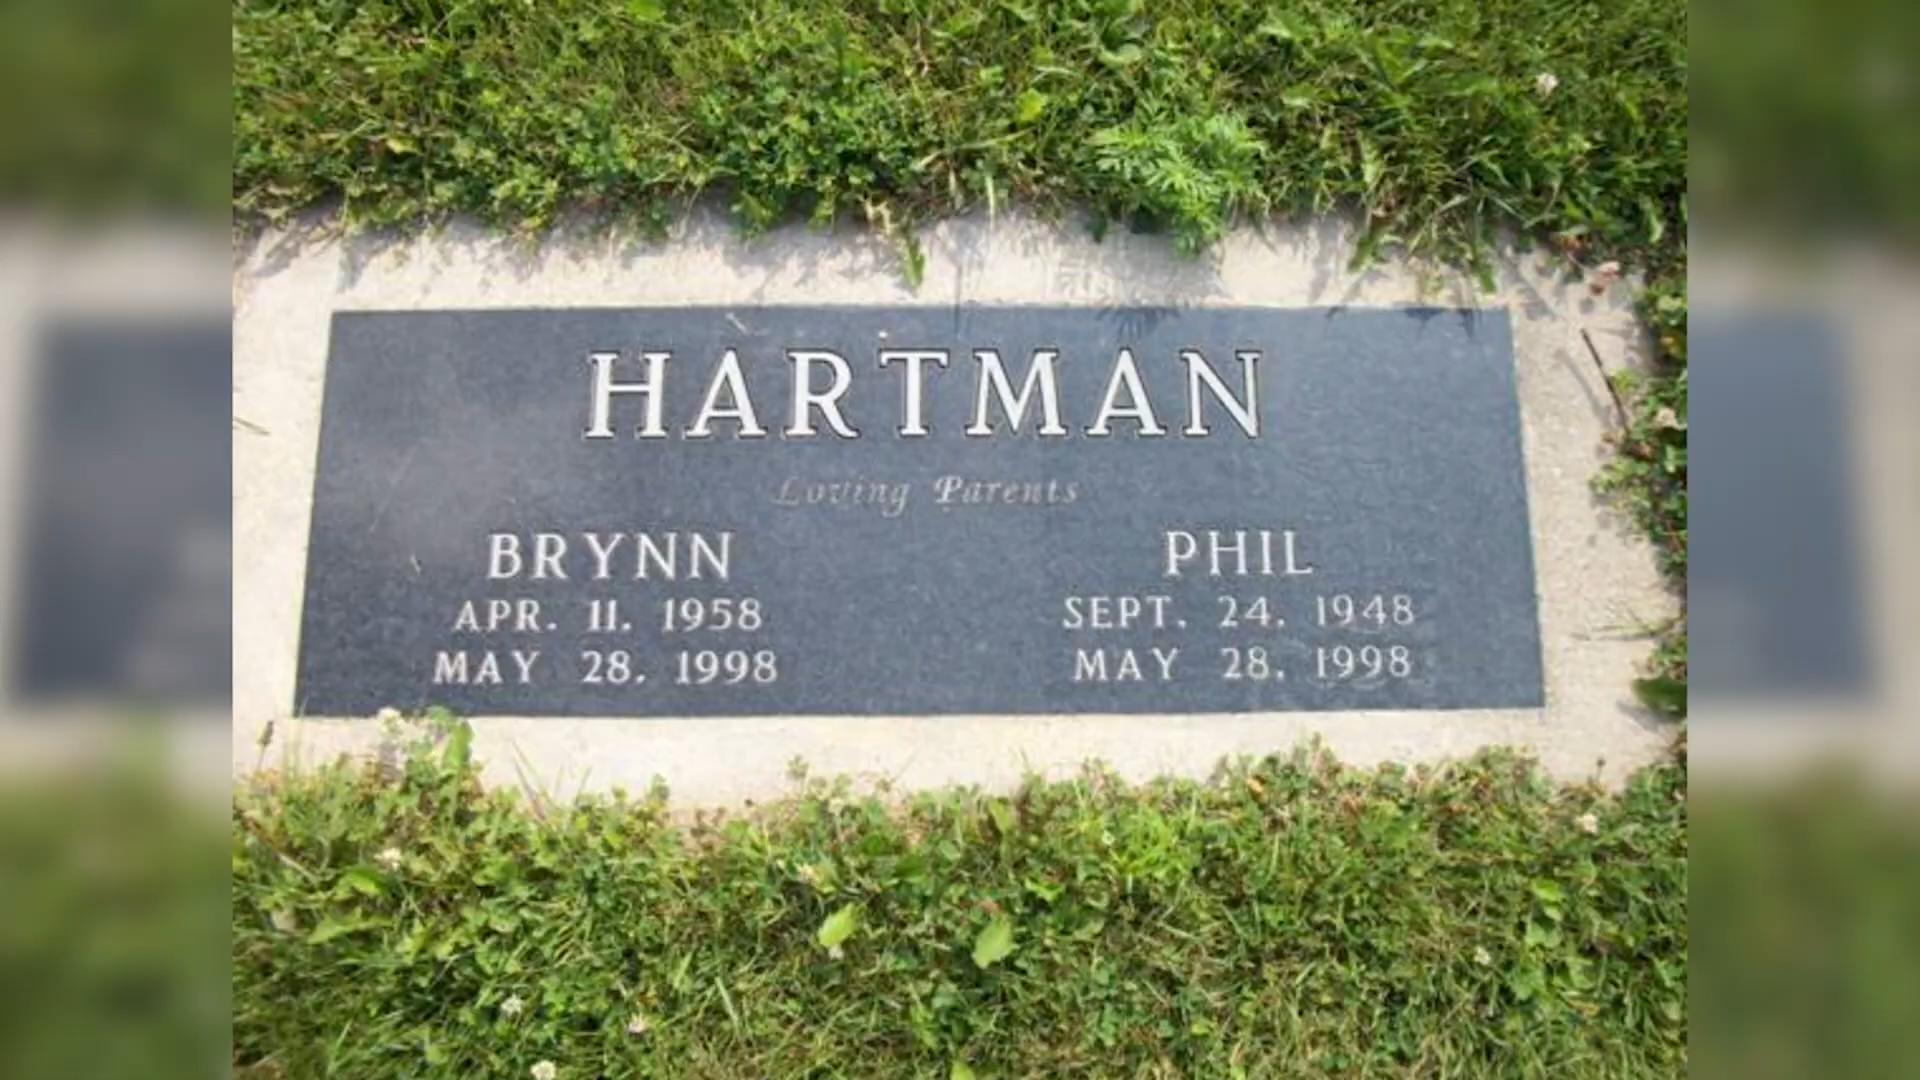 HARTMAN
Loving Parents
BRYNN
APR. 11. 1958
MAY 28. 1998
PHIL
SEPT. 24. 1948
MAY 28. 1998